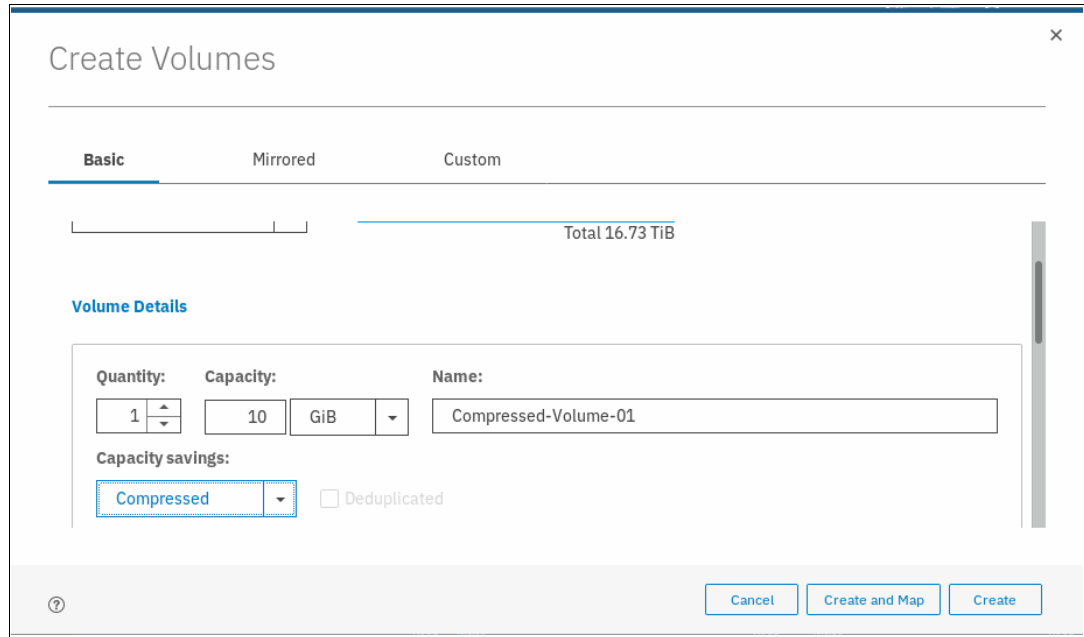 Create Volumes
Basic Mirrored Custom
Total 16.73 TiB
Volume Details
Quantity: Capacity: Name:
1 10 GiB Compressed-Volume-01
Capacity savings:
Compressed Deduplicated
? Cancel Create and Map Create